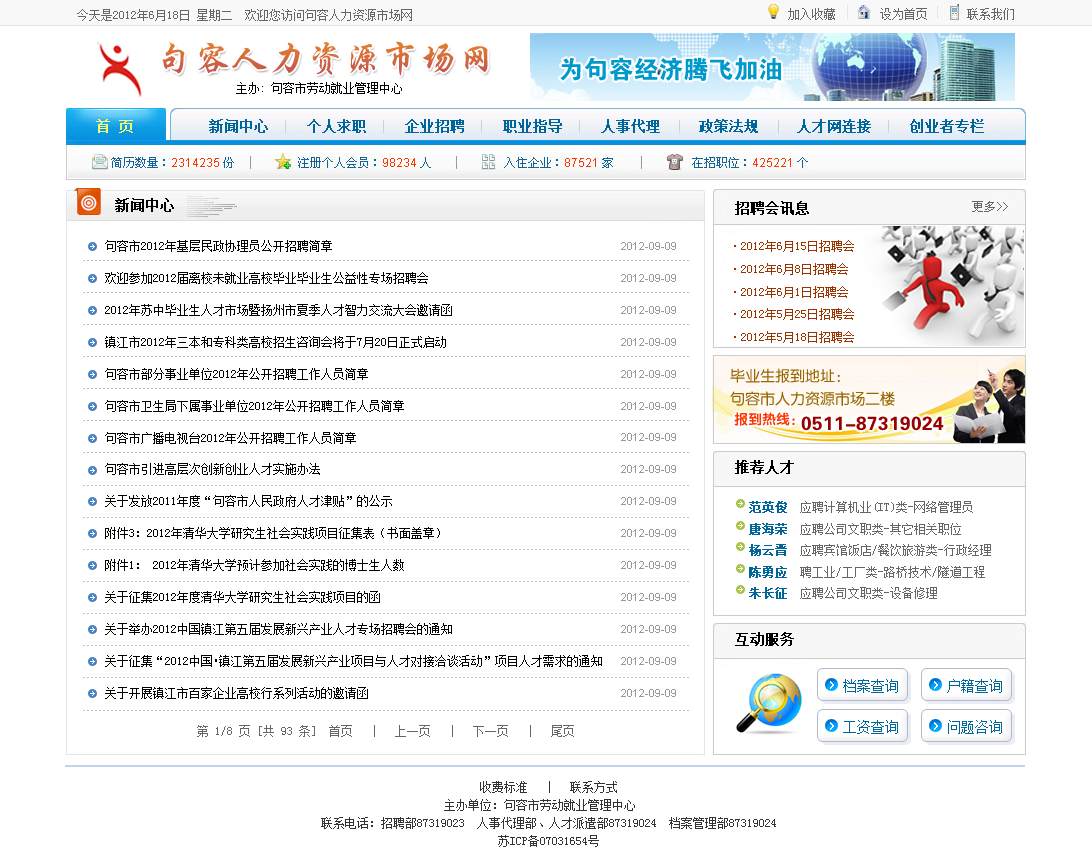 今天是2012年6月18日 星期二 欢迎您访问句容人力资源市场网
加入收藏 设为首页 联系我们
句容人力资源市场网
主办：句容市劳动就业管理中心
为句容经济腾飞加油
首 页 新闻中心 个人求职 企业招聘 职业指导 人事代理 政策法规 人才网连接 创业者专栏
简历数量：2314235 份 | 注册个人会员：98234 人 | 入住企业：87521 家 | 在招职位：425221 个
新闻中心
句容市2012年基层民政协理员公开招聘简章 2012-09-09
欢迎参加2012届离校未就业高校毕业毕业生公益性专场招聘会 2012-09-09
2012年苏中毕业生人才市场暨扬州市夏季人才智力交流大会邀请函 2012-09-09
镇江市2012年三本和专科类高校招生咨询会将于7月20日正式启动 2012-09-09
句容市部分事业单位2012年公开招聘工作人员简章 2012-09-09
句容市卫生局下属事业单位2012年公开招聘工作人员简章 2012-09-09
句容市广播电视台2012年公开招聘工作人员简章 2012-09-09
句容市引进高层次创新创业人才实施办法 2012-09-09
关于发放2011年度“句容市人民政府人才津贴”的公示 2012-09-09
附件3：2012年清华大学研究生社会实践项目征集表（书面盖章） 2012-09-09
附件1： 2012年清华大学预计参加社会实践的博士生人数 2012-09-09
关于征集2012年度清华大学研究生社会实践项目的函 2012-09-09
关于举办2012中国镇江第五届发展新兴产业人才专场招聘会的通知 2012-09-09
关于征集“2012中国·镇江第五届发展新兴产业项目与人才对接洽谈活动”项目人才需求的通知 2012-09-09
关于开展镇江市百家企业高校行系列活动的邀请函 2012-09-09
第 1/8 页 [共 93 条] 首页 | 上一页 | 下一页 | 尾页
招聘会讯息 更多>>
·2012年6月15日招聘会
·2012年6月8日招聘会
·2012年6月1日招聘会
·2012年5月25日招聘会
·2012年5月18日招聘会
毕业生报到地址：
句容市人力资源市场二楼
报到热线：0511-87319024
推荐人才
范英俊 应聘计算机业(IT)类-网络管理员
唐海荣 应聘公司文职类-其它相关职位
杨云晋 应聘宾馆饭店/餐饮旅游类-行政经理
陈勇应 聘工业/工厂类-路桥技术/隧道工程
朱长征 应聘公司文职类-设备修理
互动服务
档案查询 户籍查询
工资查询 问题咨询
收费标准 | 联系方式
主办单位：句容市劳动就业管理中心
联系电话：招聘部87319023 人事代理部、人才派遣部87319024 档案管理部87319024
苏ICP备07031654号